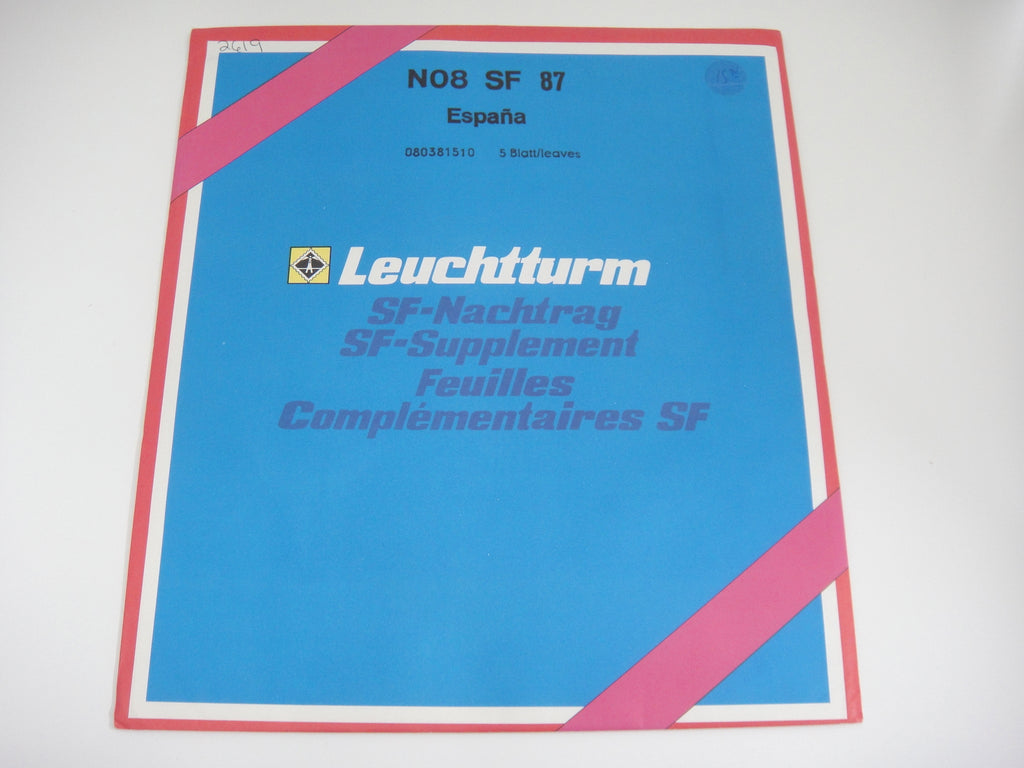 2619
N08 SF 87
España
080381510 5 Blatt/leaves
Leuchtturm
SF-Nachtrag
SF-Supplement
Feuilles
Complémentaires SF